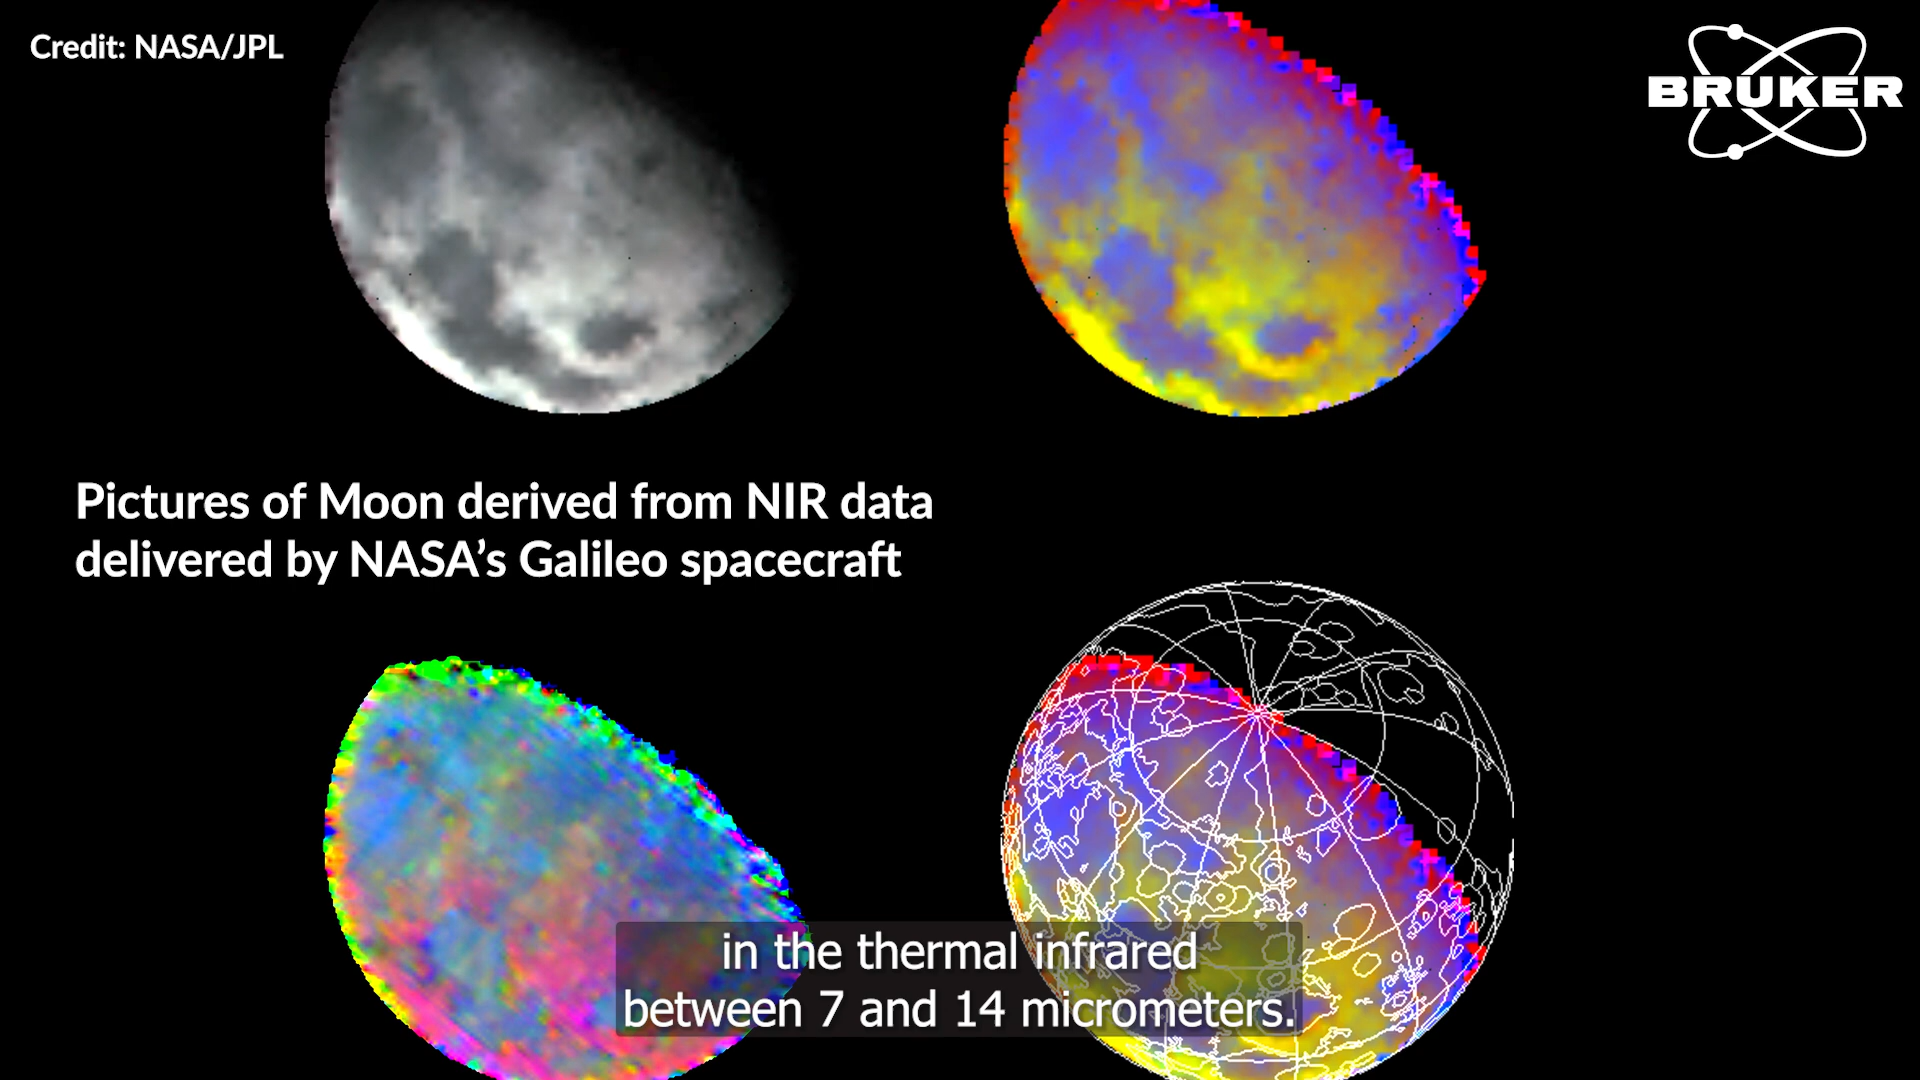 Credit: NASA/JPL
BRUKER
Pictures of Moon derived from NIR data
delivered by NASA’s Galileo spacecraft
in the thermal infrared
between 7 and 14 micrometers.